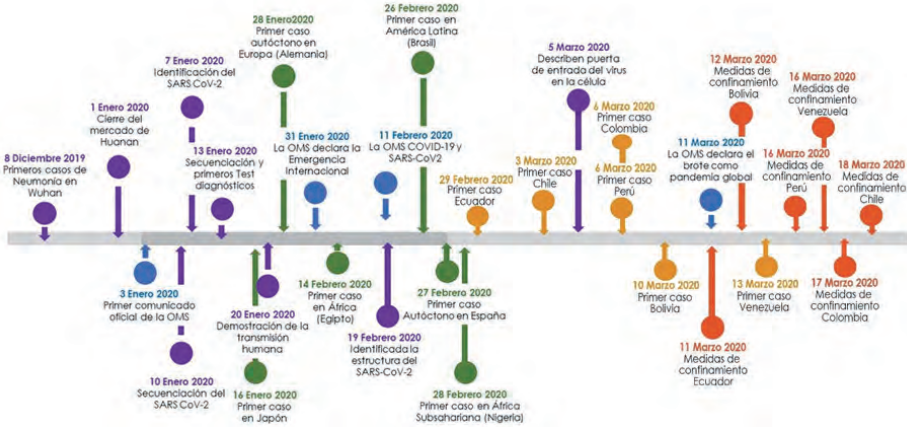 8 Diciembre 2019
Primeros casos de
Neumonía en
Wuhan
1 Enero 2020
Cierre del
mercado de
Huanan
7 Enero 2020
Identificación del
SARS CoV-2
13 Enero 2020
Secuenciación y
primeros Test
diagnósticos
28 Enero2020
Primer caso
autóctono en
Europa (Alemania)
31 Enero 2020
La OMS declara la
Emergencia
Internacional
11 Febrero 2020
La OMS COVID-19 y
SARS-CoV2
26 Febrero 2020
Primer caso en
América Latina
(Brasil)
29 Febrero 2020
Primer caso
Ecuador
3 Marzo 2020
Primer caso
Chile
5 Marzo 2020
Describen puerta
de entrada del virus
en la célula
6 Marzo 2020
Primer caso
Colombia
6 Marzo 2020
Primer caso
Perú
11 Marzo 2020
La OMS declara el
brote como
pandemia global
12 Marzo 2020
Medidas de
confinamiento
Bolivia
16 Marzo 2020
Medidas de
confinamiento
Venezuela
16 Marzo 2020
Medidas de
confinamiento
Perú
18 Marzo 2020
Medidas de
confinamiento
Chile
3 Enero 2020
Primer comunicado
oficial de la OMS
10 Enero 2020
Secuenciación del
SARS CoV-2
20 Enero 2020
Demostración de la
transmisión
humana
16 Enero 2020
Primer caso
en Japón
14 Febrero 2020
Primer caso
en África
(Egipto)
19 Febrero 2020
Identificada la
estructura del
SARS-CoV-2
27 Febrero 2020
Primer caso
Autóctono en España
28 Febrero 2020
Primer caso en África
Subsahariana (Nigeria)
10 Marzo 2020
Primer caso
Bolivia
11 Marzo 2020
Medidas de
confinamiento
Ecuador
13 Marzo 2020
Primer caso
Venezuela
17 Marzo 2020
Medidas de
confinamiento
Colombia